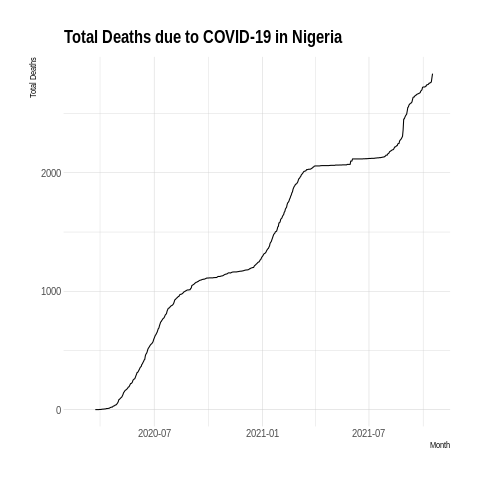 Total Deaths due to COVID-19 in Nigeria
Total Deaths
2000
1000
0
2020-07 2021-01 2021-07
Month